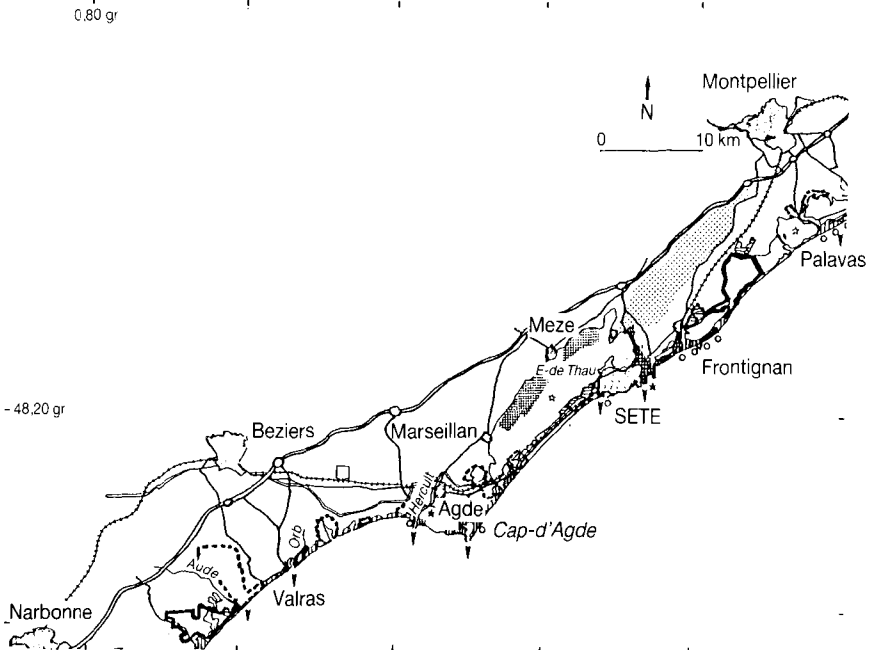 0,80 gr
Montpellier
N
0 10 km
Palavas
Meze
E-de Thau
Frontignan
- 48,20 gr
SETE
Beziers
Marseillan
Hercult
Agde
Cap-d'Agde
Orb
Aude
Valras
Narbonne